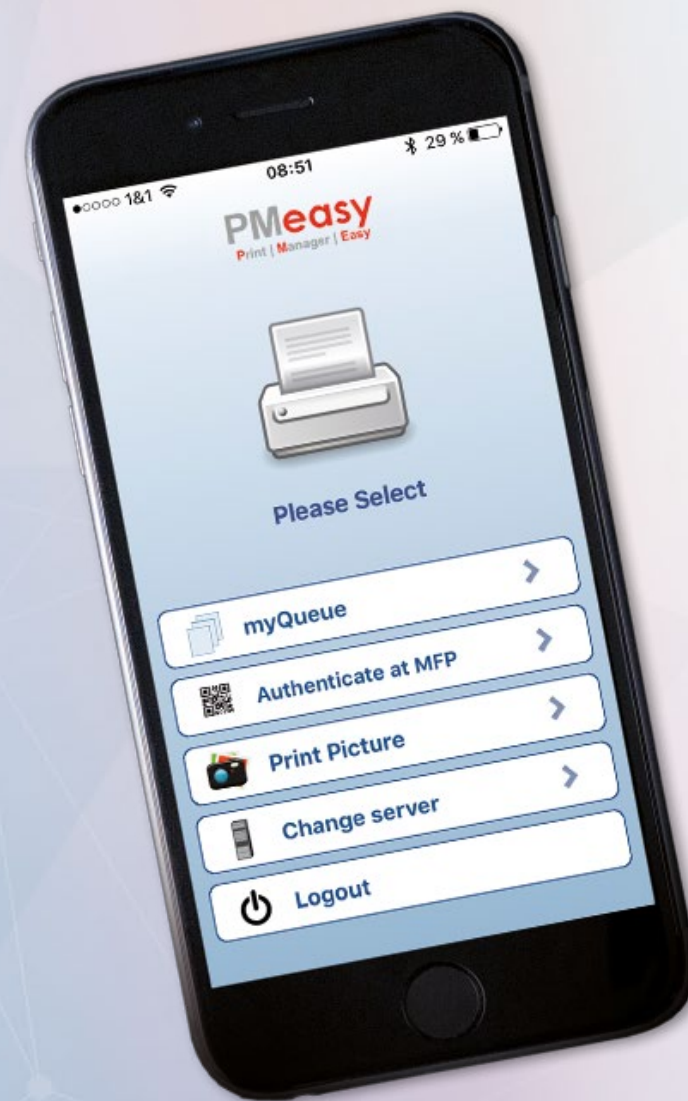 1&1
08:51
29 %
PMeasy
Print | Manager | Easy
Please Select
myQueue
Authenticate at MFP
Print Picture
Change server
Logout